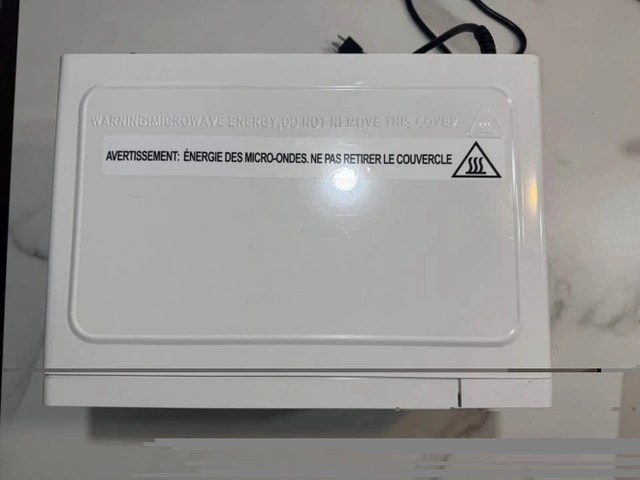 WARNING:MICROWAVE ENERGY,DO NOT REMOVE THIS COVER
AVERTISSEMENT: ÉNERGIE DES MICRO-ONDES. NE PAS RETIRER LE COUVERCLE